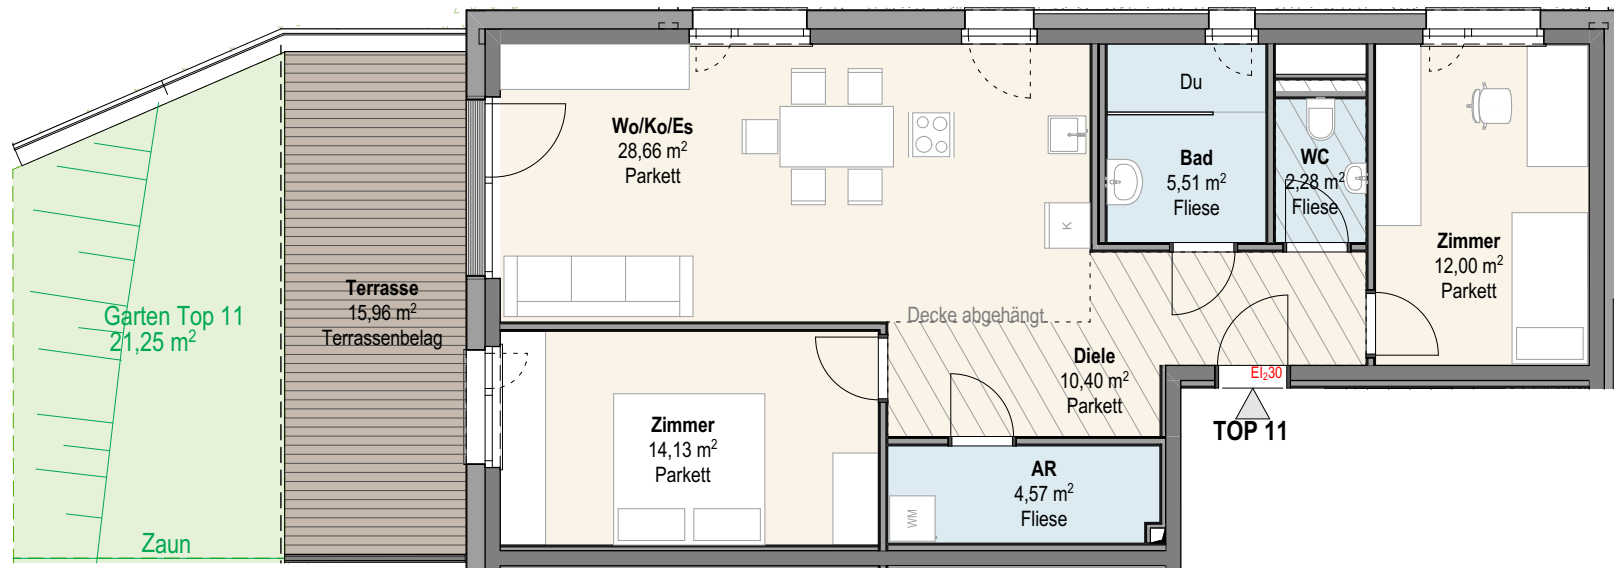 Wo/Ko/Es
28,66 m²
Parkett
Du
Bad
5,51 m²
Fliese
WC
2,28 m²
Fliese
Zimmer
12,00 m²
Parkett
K
Terrasse
15,96 m²
Terrassenbelag
Garten Top 11
21,25 m²
Decke abgehängt
Diele
10,40 m²
Parkett
EI₂30
TOP 11
Zimmer
14,13 m²
Parkett
AR
4,57 m²
Fliese
WM
Zaun